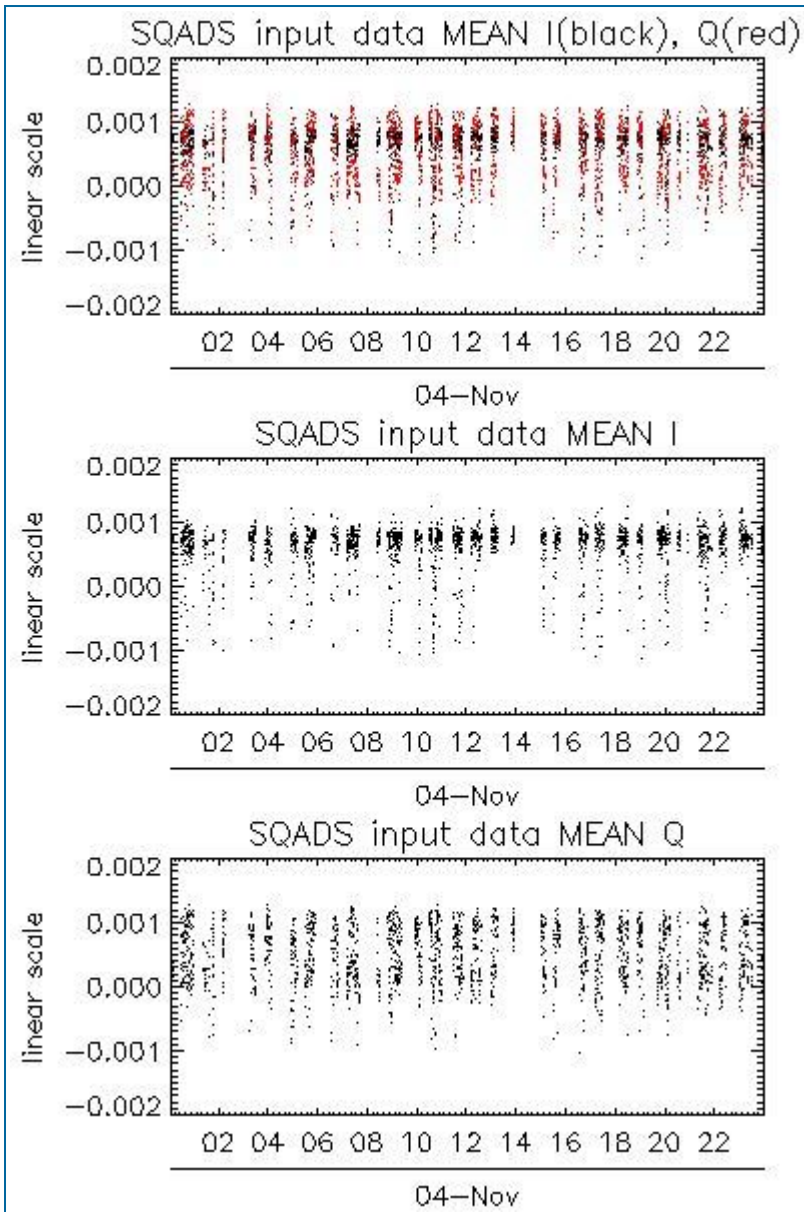 SQADS input data MEAN I(black), Q(red)
0.002
0.001
0.000
−0.001
−0.002
linear scale
02 04 06 08 10 12 14 16 18 20 22
04−Nov
SQADS input data MEAN I
0.002
0.001
0.000
−0.001
−0.002
linear scale
02 04 06 08 10 12 14 16 18 20 22
04−Nov
SQADS input data MEAN Q
0.002
0.001
0.000
−0.001
−0.002
linear scale
02 04 06 08 10 12 14 16 18 20 22
04−Nov